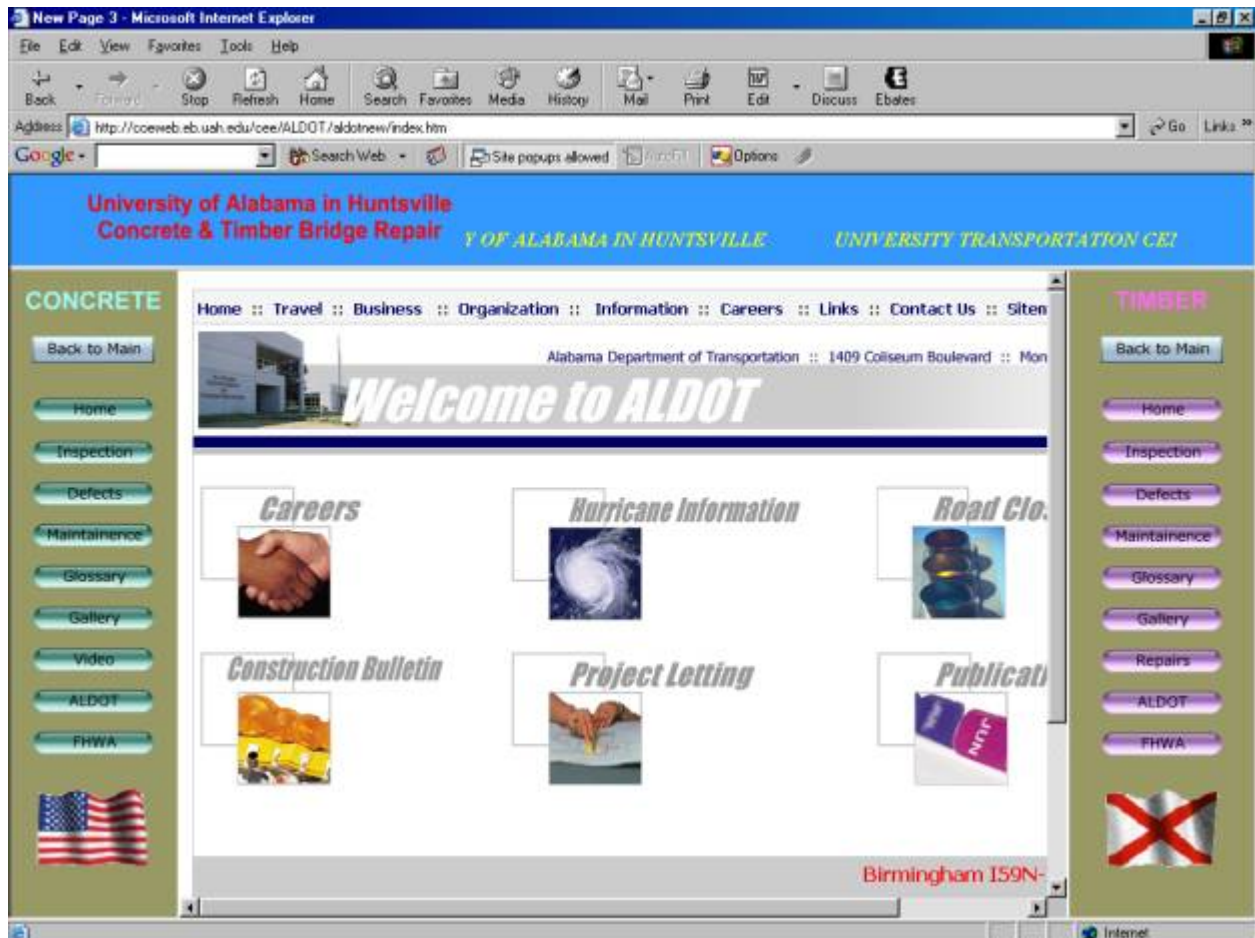 New Page 3 - Microsoft Internet Explorer
File Edit View Favorites Tools Help
Back Forward Stop Refresh Home Search Favorites Media History Mail Print Edit Discuss Ebates
Address http://coeweb.eb.uah.edu/cee/ALDOT/aldotnew/index.htm Go Links »
Google Search Web Site popups allowed AutoFill Options
University of Alabama in Huntsville
Concrete & Timber Bridge Repair
Y OF ALABAMA IN HUNTSVILLE UNIVERSITY TRANSPORTATION CE
CONCRETE
Back to Main
Home
Inspection
Defects
Maintainence
Glossary
Gallery
Video
ALDOT
FHWA
Home :: Travel :: Business :: Organization :: Information :: Careers :: Links :: Contact Us :: Sitem
Alabama Department of Transportation :: 1409 Coliseum Boulevard :: Mon
Welcome to ALDOT
Careers
Hurricane Information
Road Clo
Construction Bulletin
Project Letting
Publicati
JUN
Birmingham I59N-
TIMBER
Back to Main
Home
Inspection
Defects
Maintainence
Glossary
Gallery
Repairs
ALDOT
FHWA
Internet